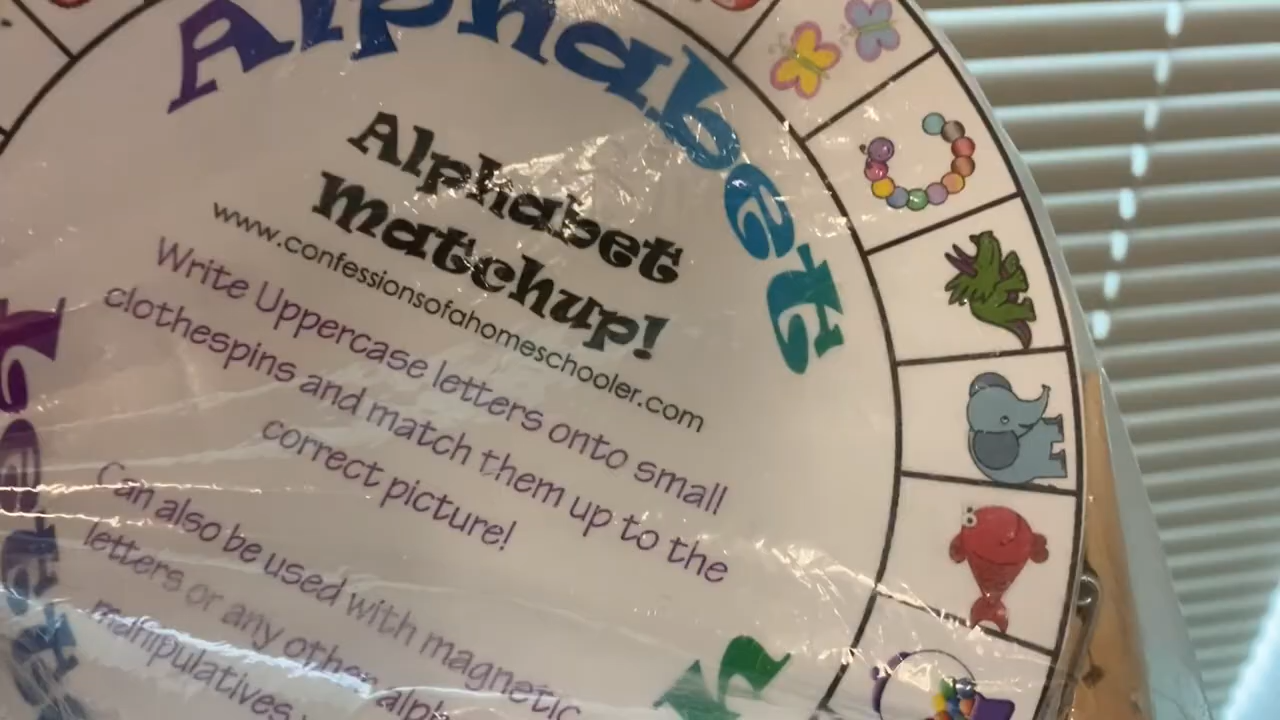 Alphabet
Alphabet
Matchup!
www.confessionsofahomeschooler.com
Write Uppercase letters onto small
clothespins and match them up to the
correct picture!
Can also be used with magnetic
letters or any other
manipulatives